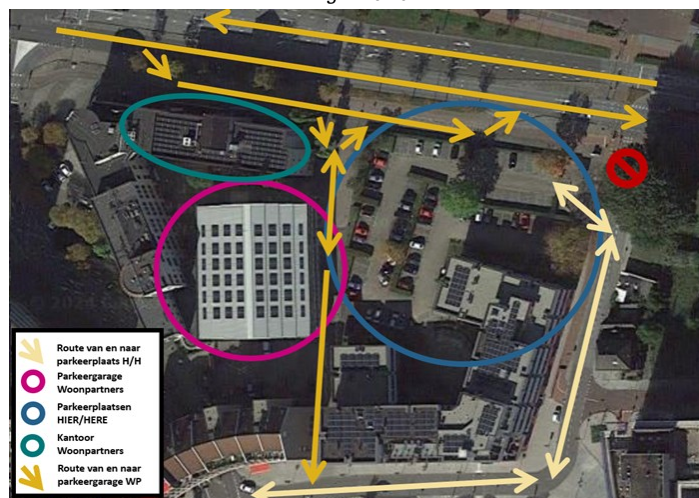 Route van en naar
parkeerplaats H/H
Parkeergarage
Woonpartners
Parkeerplaatsen
HIER/HERE
Kantoor
Woonpartners
Route van en naar
parkeergarage WP